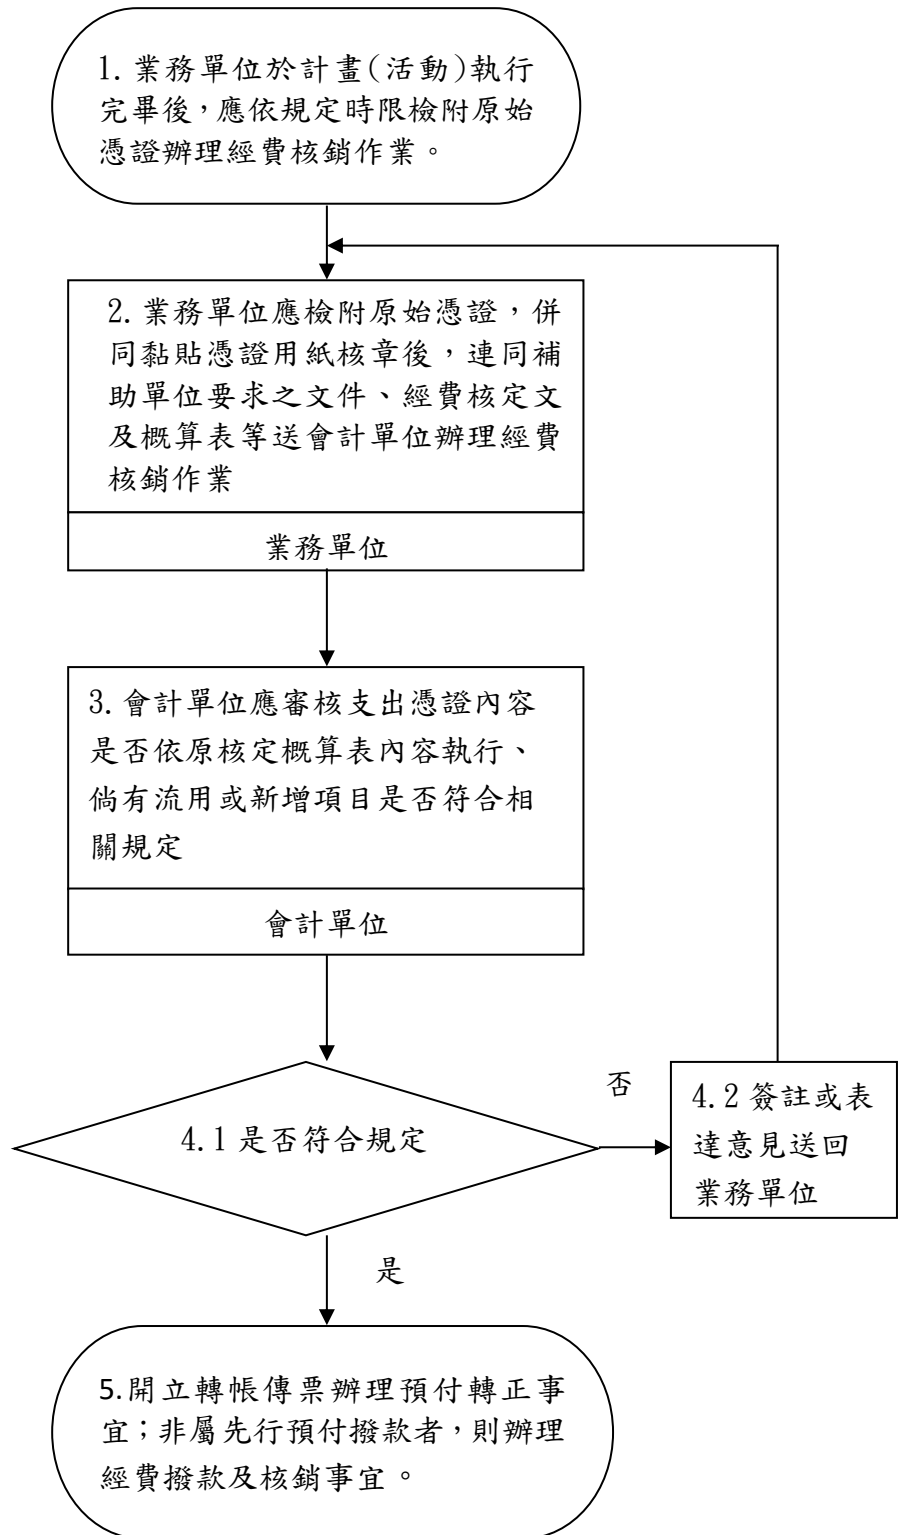 1. 業務單位於計畫(活動)執行
完畢後，應依規定時限檢附原始
憑證辦理經費核銷作業。
2. 業務單位應檢附原始憑證，併
同黏貼憑證用紙核章後，連同補
助單位要求之文件、經費核定文
及概算表等送會計單位辦理經費
核銷作業
業務單位
3. 會計單位應審核支出憑證內容
是否依原核定概算表內容執行、
倘有流用或新增項目是否符合相
關規定
會計單位
4.1 是否符合規定
否
4.2 簽註或表
達意見送回
業務單位
是
5.開立轉帳傳票辦理預付轉正事
宜；非屬先行預付撥款者，則辦理
經費撥款及核銷事宜。